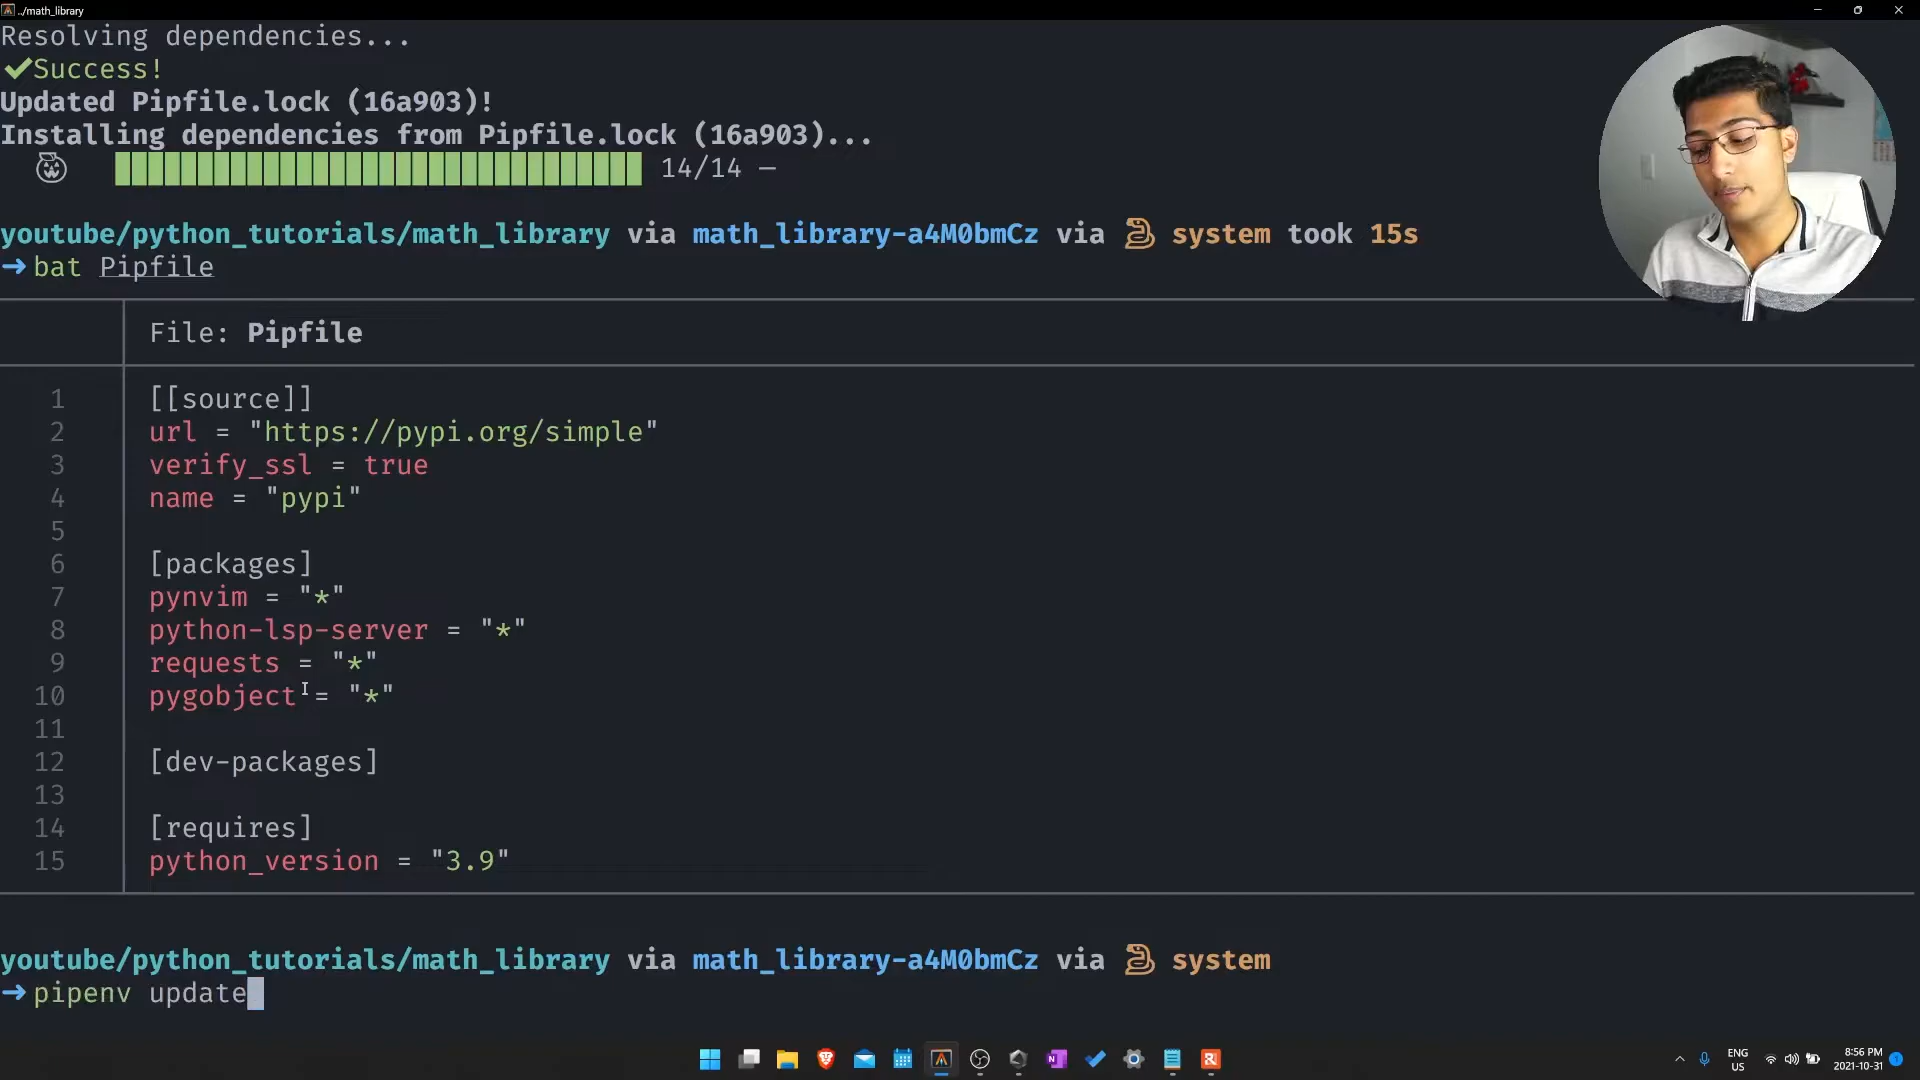 ../math_library
Resolving dependencies...
✔Success!
Updated Pipfile.lock (16a903)!
Installing dependencies from Pipfile.lock (16a903)...
14/14 —
youtube/python_tutorials/math_library via math_library-a4M0bmCz via system took 15s
➜ bat Pipfile
File: Pipfile
1 [[source]]
2 url = "https://pypi.org/simple"
3 verify_ssl = true
4 name = "pypi"
5
6 [packages]
7 pynvim = "*"
8 python-lsp-server = "*"
9 requests = "*"
10 pygobject = "*"
11
12 [dev-packages]
13
14 [requires]
15 python_version = "3.9"
youtube/python_tutorials/math_library via math_library-a4M0bmCz via system
➜ pipenv update
ENG
US
8:56 PM
2021-10-31